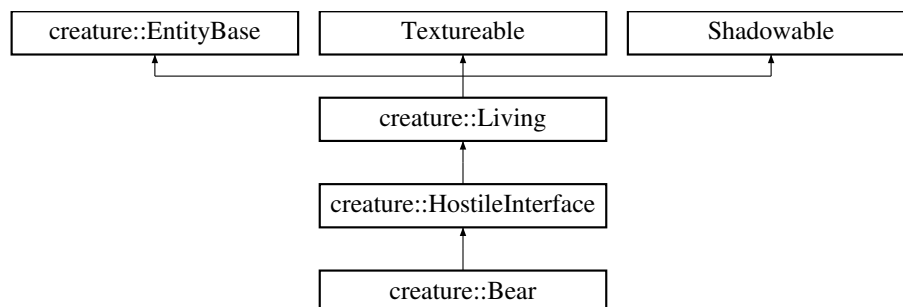 creature::EntityBase
Textureable
Shadowable
creature::Living
creature::HostileInterface
creature::Bear